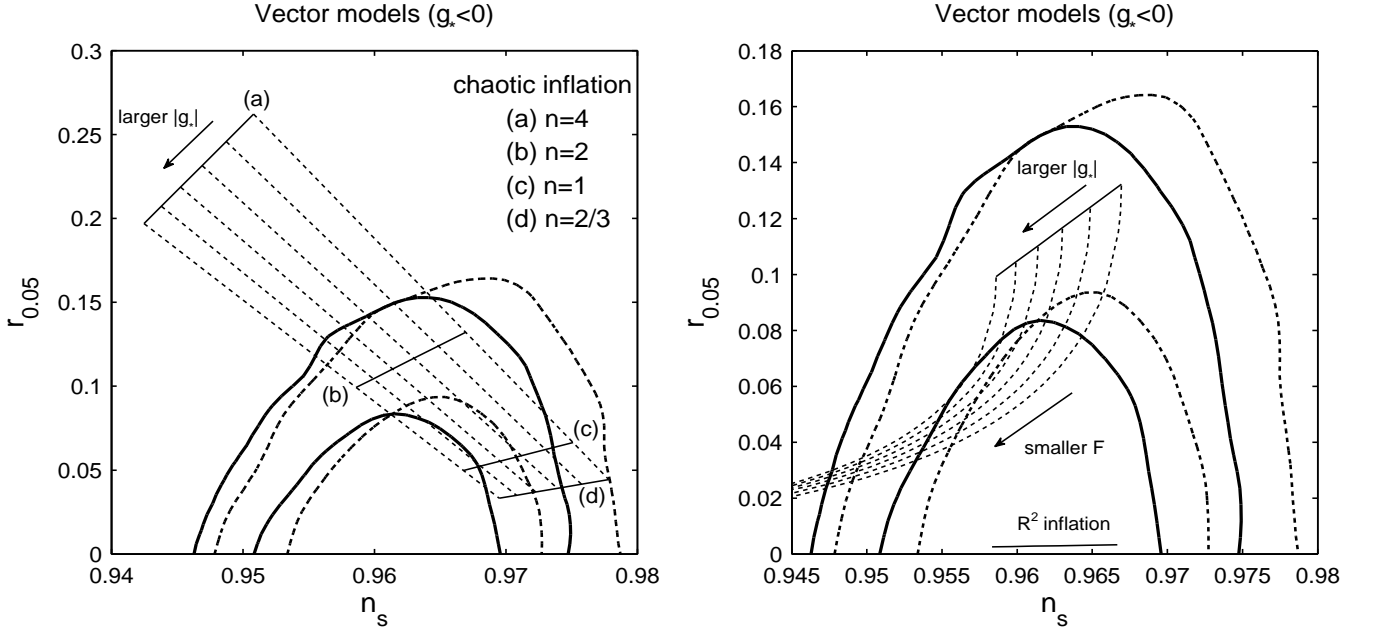 Vector models (g*<0)
0.3
0.25
0.2
0.15
0.1
0.05
0
r0.05
0.94
0.95
0.96
0.97
0.98
ns
larger |g*|
(a)
chaotic inflation
(a) n=4
(b) n=2
(c) n=1
(d) n=2/3
(b)
(c)
(d)
Vector models (g*<0)
0.18
0.16
0.14
0.12
0.1
0.08
0.06
0.04
0.02
0
r0.05
0.945
0.95
0.955
0.96
0.965
0.97
0.975
0.98
ns
larger |g*|
smaller F
R2 inflation